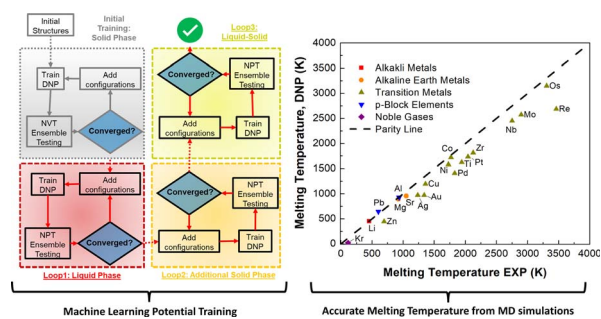 Initial
Structures
Initial
Training:
Solid Phase
Train
DNP
Add
configurations
NVT
Ensemble
Testing
Converged?
Loop3:
Liquid-Solid
Converged?
NPT
Ensemble
Testing
Add
configurations
Train
DNP
Train
DNP
Add
configurations
NPT
Ensemble
Testing
Converged?
Loop1: Liquid Phase
Converged?
NPT
Ensemble
Testing
Add
configurations
Train
DNP
Loop2: Additional Solid Phase
Machine Learning Potential Training
Melting Temperature, DNP (K)
4000
3500
3000
2500
2000
1500
1000
500
0
Alkakli Metals
Alkaline Earth Metals
Transition Metals
p-Block Elements
Noble Gases
Parity Line
Os
Re
Mo
Nb
Co
Zr
Ti
Pt
Ni
Pd
Cu
Al
Pb
Mg
Sr
Au
Ag
Li
Zn
Kr
0 500 1000 1500 2000 2500 3000 3500 4000
Melting Temperature EXP (K)
Accurate Melting Temperature from MD simulations